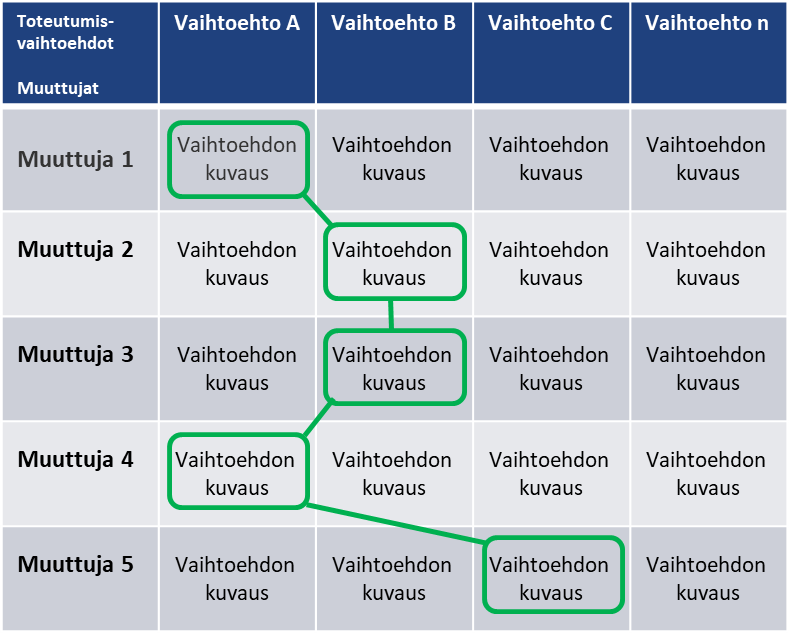 Toteutumis-
vaihtoehdot
Muuttujat
Vaihtoehto A
Vaihtoehto B
Vaihtoehto C
Vaihtoehto n
Muuttuja 1
Vaihtoehdon
kuvaus
Vaihtoehdon
kuvaus
Vaihtoehdon
kuvaus
Vaihtoehdon
kuvaus
Muuttuja 2
Vaihtoehdon
kuvaus
Vaihtoehdon
kuvaus
Vaihtoehdon
kuvaus
Vaihtoehdon
kuvaus
Muuttuja 3
Vaihtoehdon
kuvaus
Vaihtoehdon
kuvaus
Vaihtoehdon
kuvaus
Vaihtoehdon
kuvaus
Muuttuja 4
Vaihtoehdon
kuvaus
Vaihtoehdon
kuvaus
Vaihtoehdon
kuvaus
Vaihtoehdon
kuvaus
Muuttuja 5
Vaihtoehdon
kuvaus
Vaihtoehdon
kuvaus
Vaihtoehdon
kuvaus
Vaihtoehdon
kuvaus